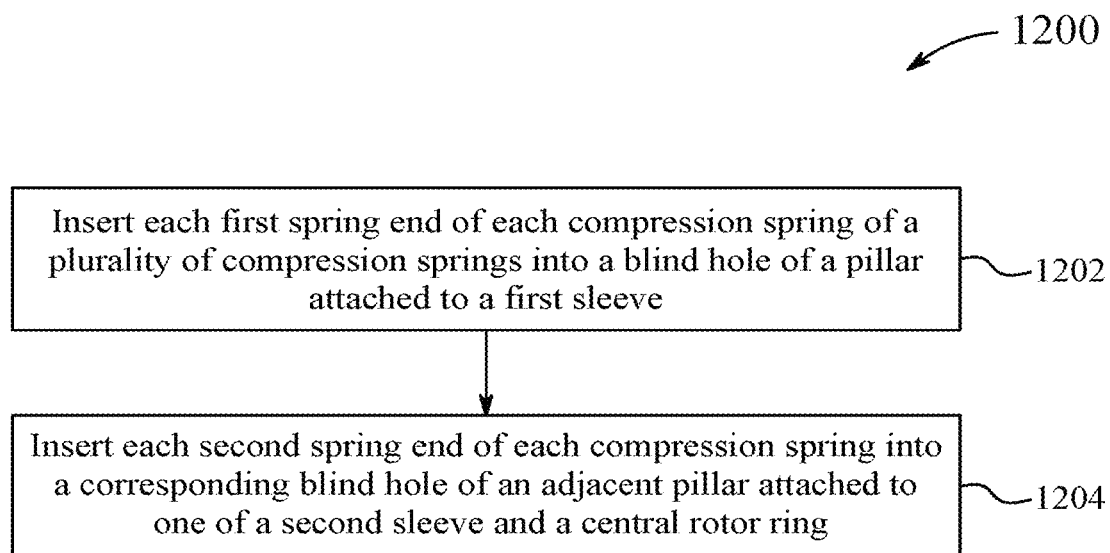 1200
Insert each first spring end of each compression spring of a
plurality of compression springs into a blind hole of a pillar
attached to a first sleeve
1202
Insert each second spring end of each compression spring into
a corresponding blind hole of an adjacent pillar attached to
one of a second sleeve and a central rotor ring
1204